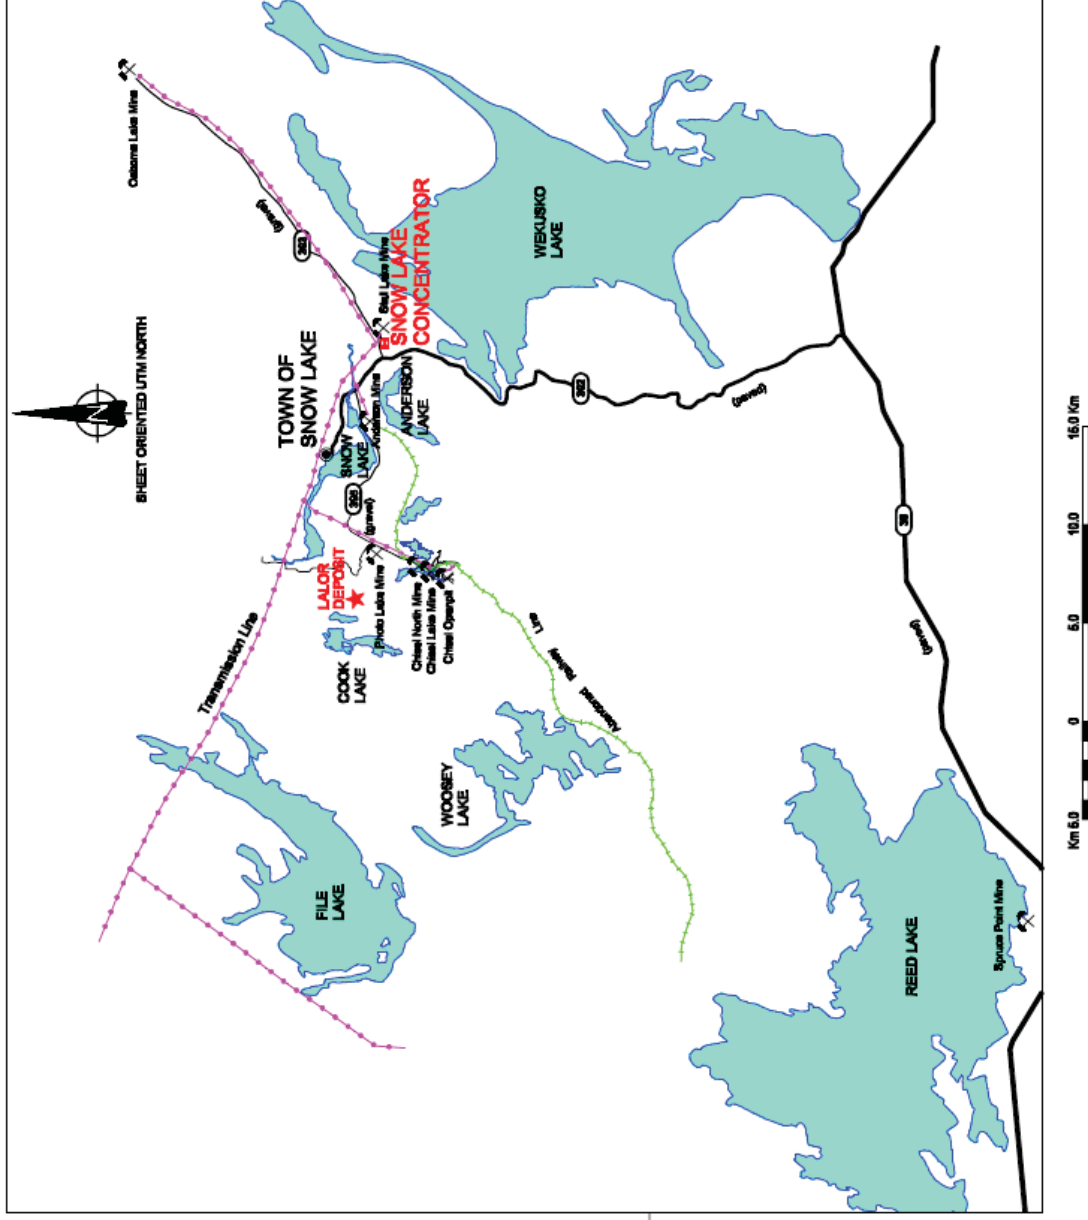 SHEET ORIENTED UTM NORTH
N
Osborne Lake Mine
(gravel)
393
TOWN OF
SNOW LAKE
Stall Lake Mine
SNOW LAKE
CONCENTRATOR
WEKUSKO
LAKE
SNOW
LAKE
Anderson Mine
ANDERSON
LAKE
395
(gravel)
LALOR
DEPOSIT
Photo Lake Mine
Chisel North Mine
Chisel Lake Mine
Chisel Openpit
COOK
LAKE
Transmission Line
FILE
LAKE
WOOSEY
LAKE
Abandoned Railway Line
392
(paved)
39
(paved)
REED LAKE
Spruce Point Mine
Km 5.0 0 5.0 10.0 15.0 Km